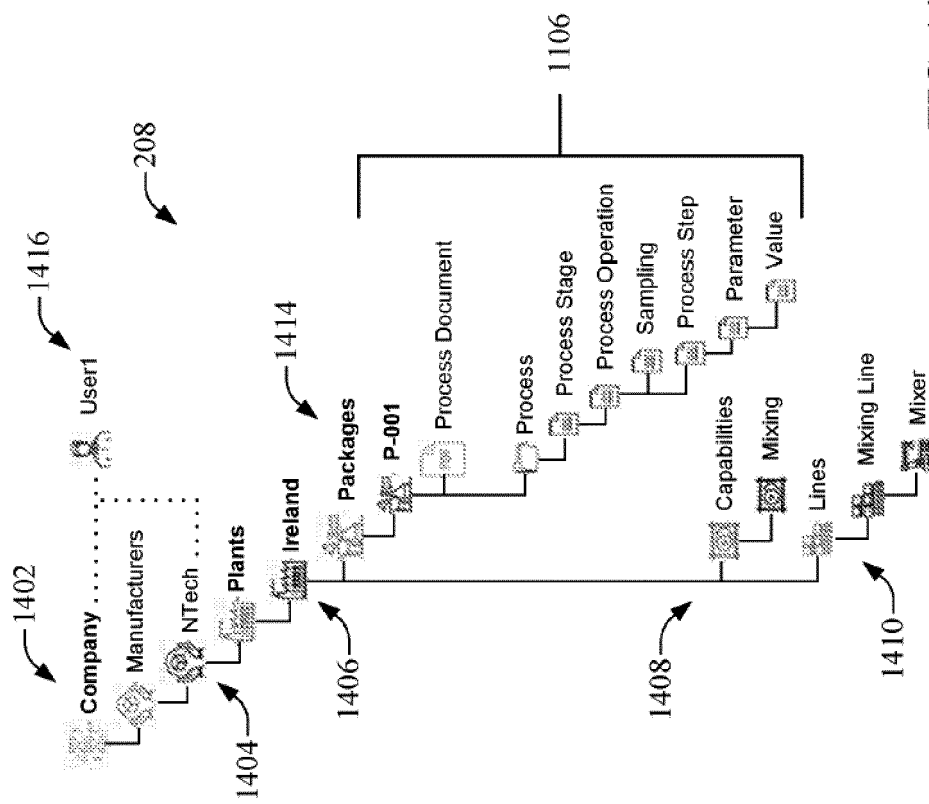 1402
1416
208
Company
User1
Manufacturers
NTech
1404
Plants
Ireland
1406
1414
Packages
P-001
Process Document
Process
Process Stage
Process Operation
Sampling
Process Step
Parameter
Value
1106
1408
Capabilities
Mixing
Lines
Mixing Line
Mixer
1410